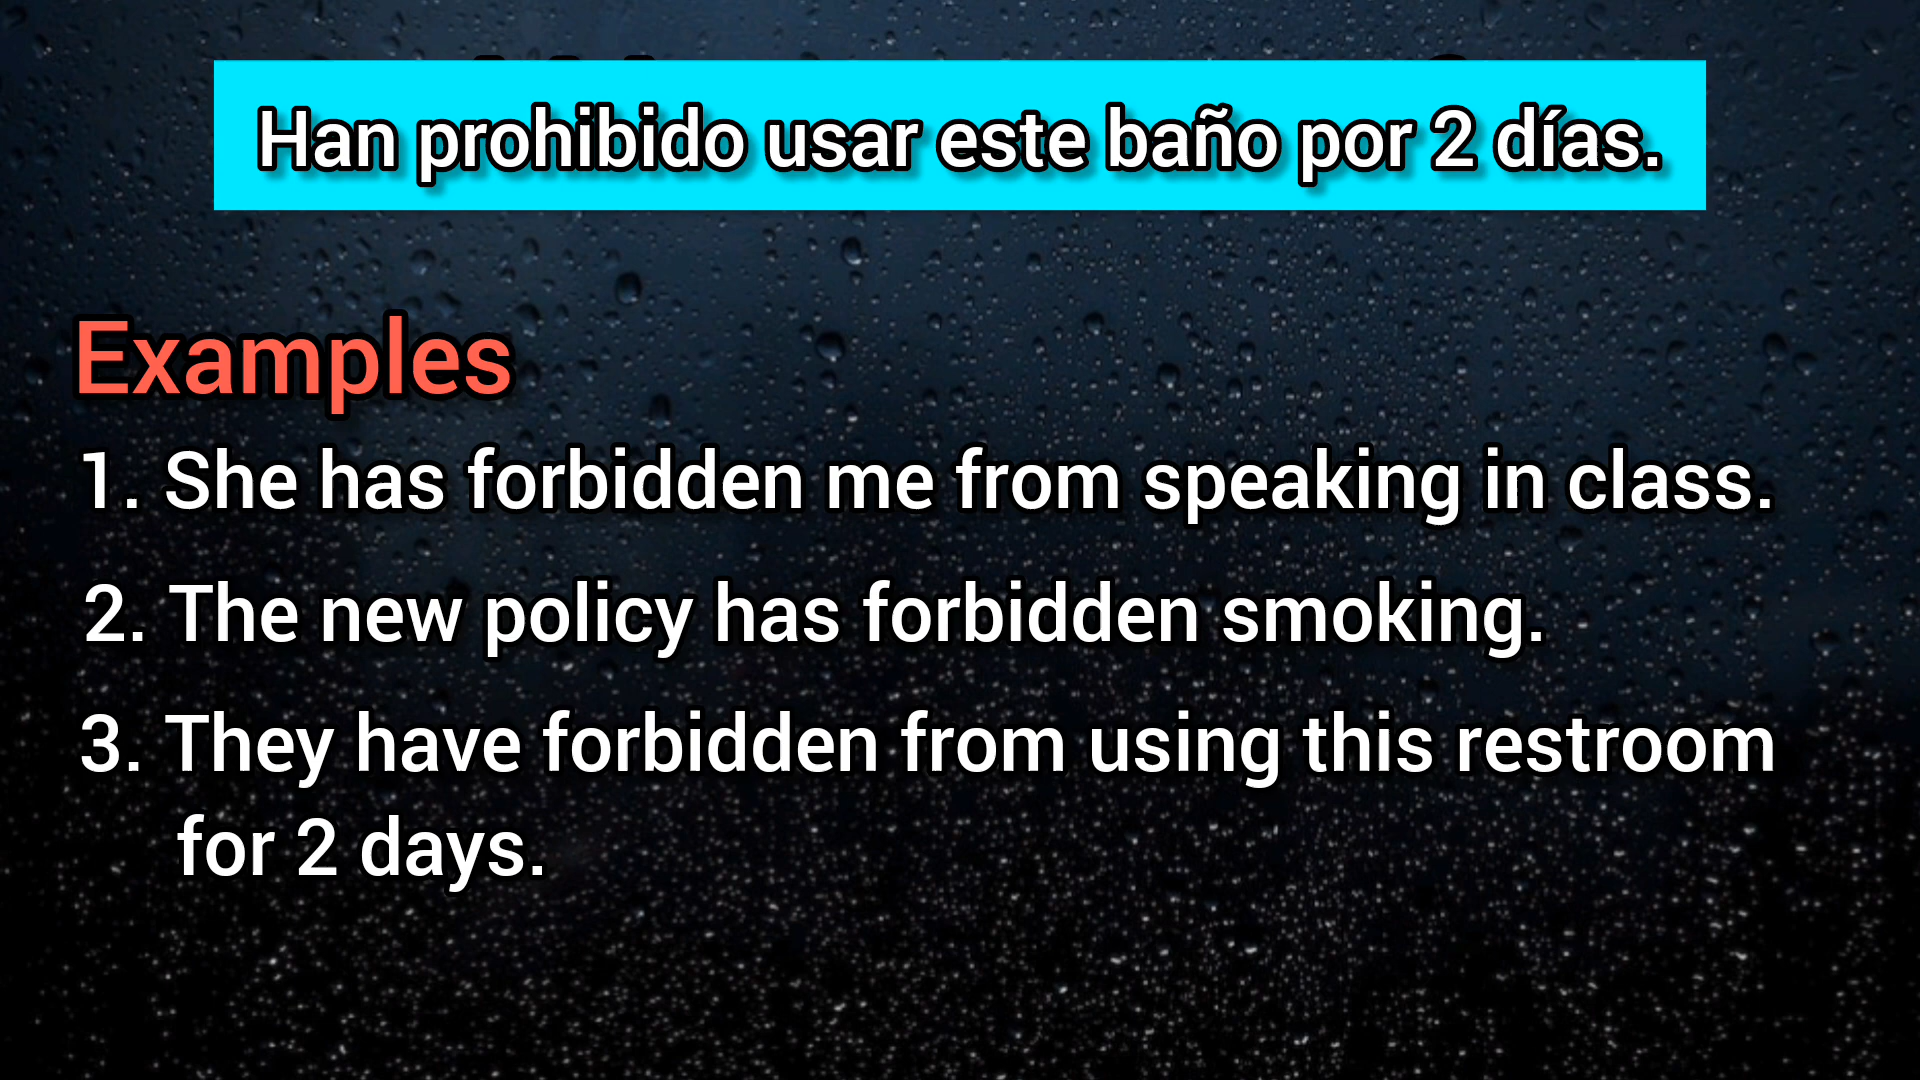 Han prohibido usar este baño por 2 días.
Examples
1. She has forbidden me from speaking in class.
2. The new policy has forbidden smoking.
3. They have forbidden from using this restroom
for 2 days.